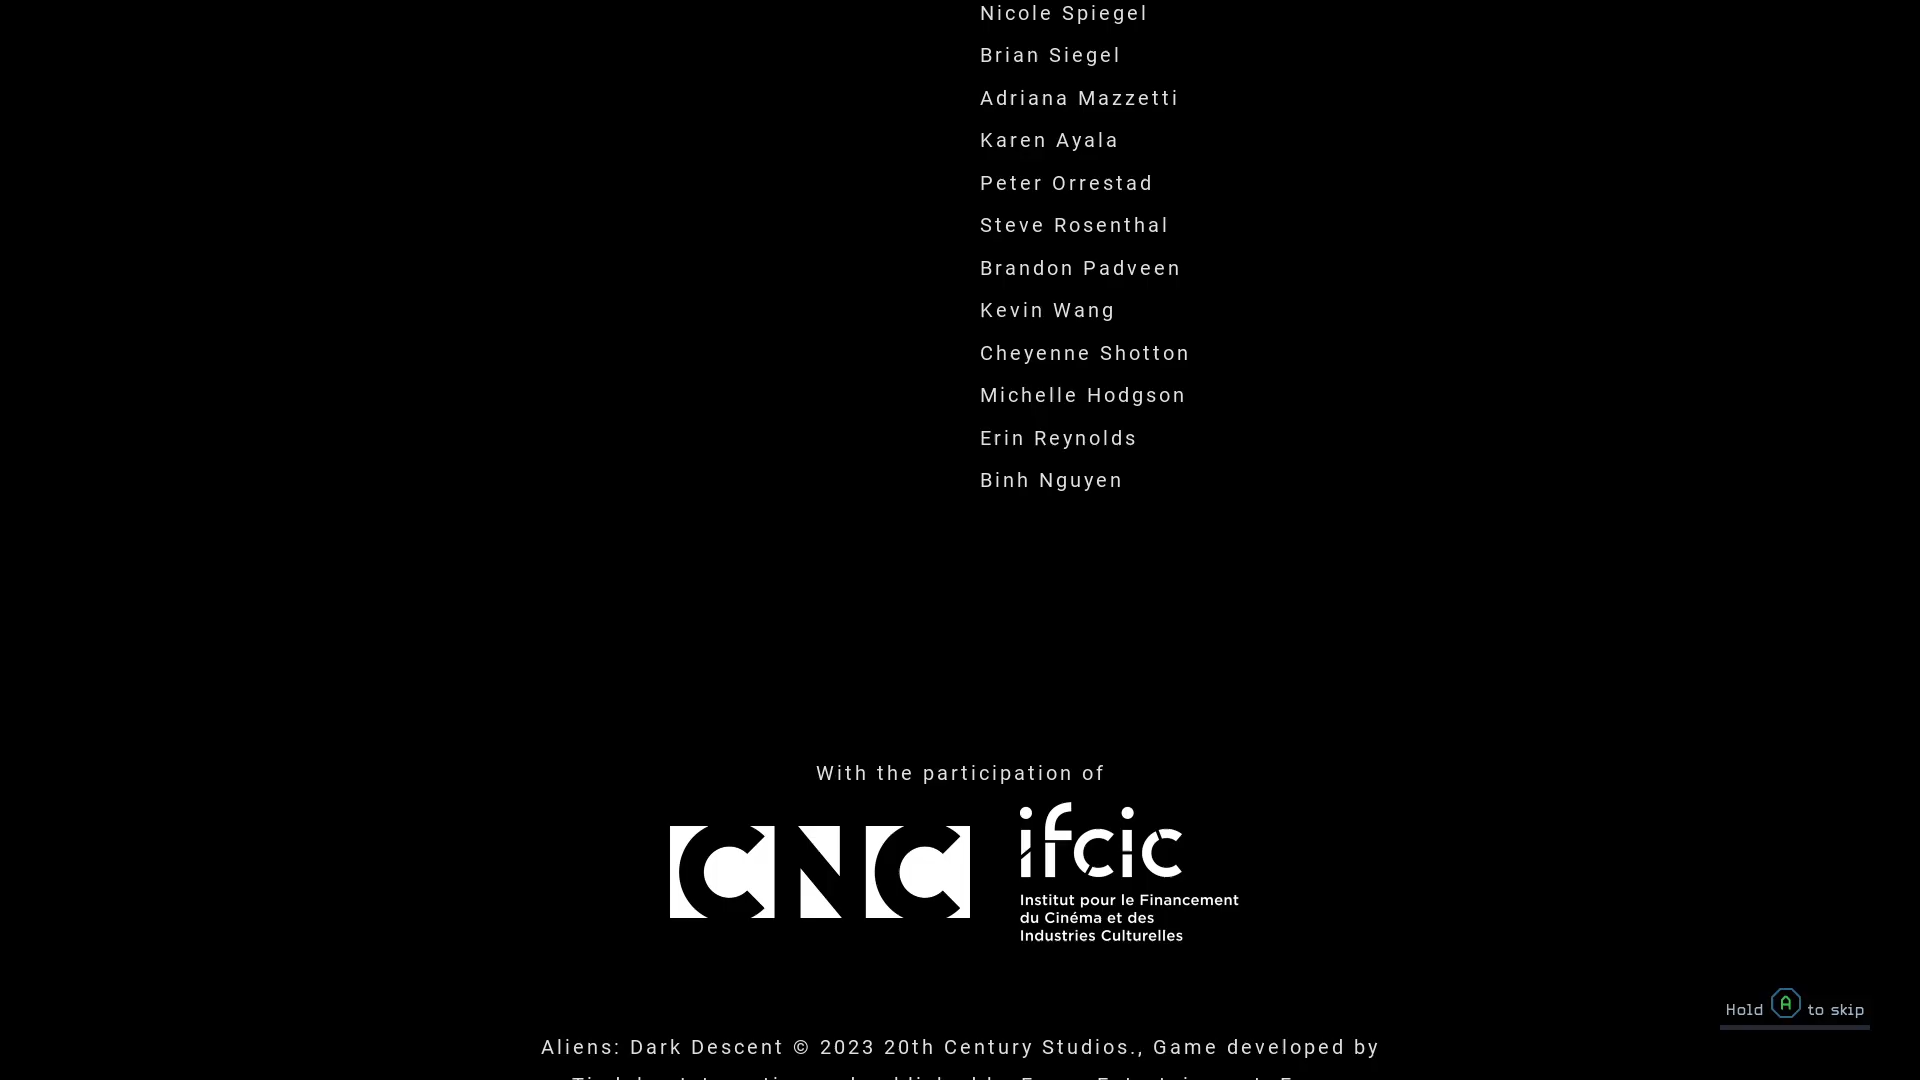 Nicole Spiegel
Brian Siegel
Adriana Mazzetti
Karen Ayala
Peter Orrestad
Steve Rosenthal
Brandon Padveen
Kevin Wang
Cheyenne Shotton
Michelle Hodgson
Erin Reynolds
Binh Nguyen
With the participation of
CNC
ifcic
Institut pour le Financement
du Cinéma et des
Industries Culturelles
Hold A to skip
Aliens: Dark Descent © 2023 20th Century Studios., Game developed by